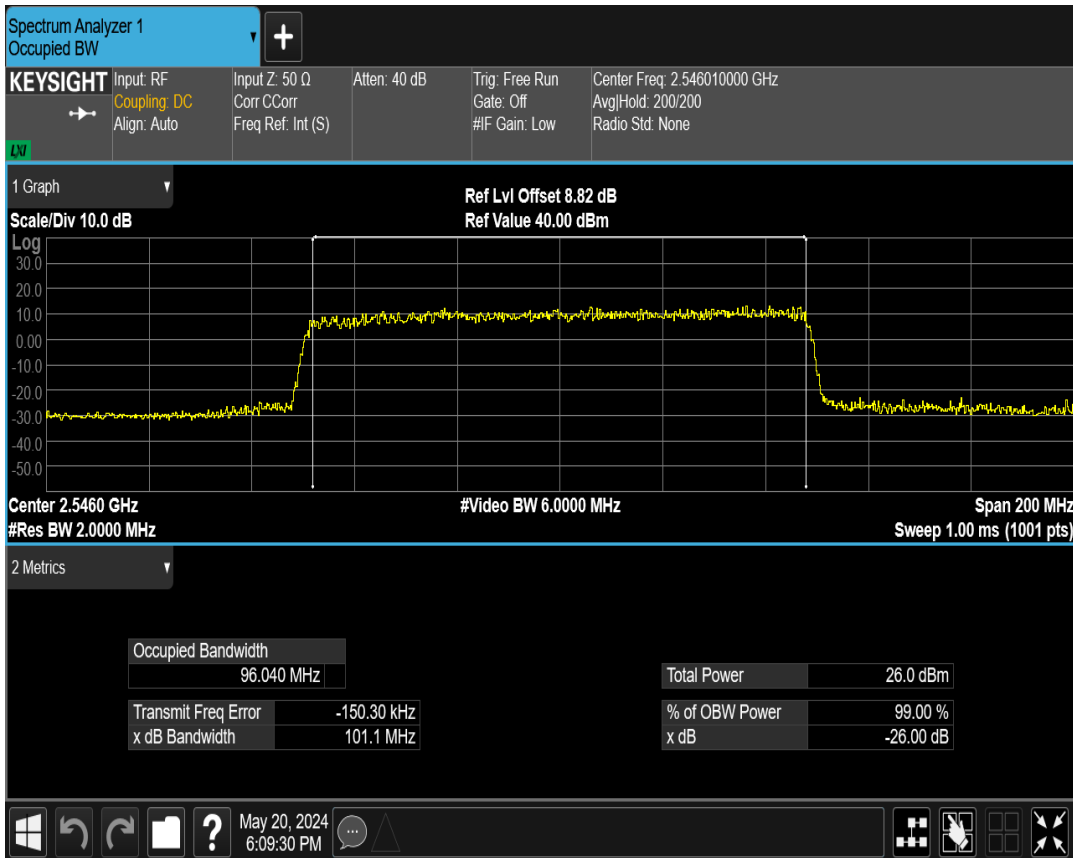 Spectrum Analyzer 1
Occupied BW
KEYSIGHT
Input: RF
Coupling: DC
Align: Auto
Input Z: 50 Ω
Corr CCorr
Freq Ref: Int (S)
Atten: 40 dB
Trig: Free Run
Gate: Off
#IF Gain: Low
Center Freq: 2.546010000 GHz
Avg|Hold: 200/200
Radio Std: None
LXI
1 Graph
Scale/Div 10.0 dB
Ref Lvl Offset 8.82 dB
Ref Value 40.00 dBm
Log
30.0
20.0
10.0
0.00
-10.0
-20.0
-30.0
-40.0
-50.0
Center 2.5460 GHz
#Video BW 6.0000 MHz
Span 200 MHz
#Res BW 2.0000 MHz
Sweep 1.00 ms (1001 pts)
2 Metrics
Occupied Bandwidth
96.040 MHz
Total Power 26.0 dBm
Transmit Freq Error -150.30 kHz
% of OBW Power 99.00 %
x dB Bandwidth 101.1 MHz
x dB -26.00 dB
May 20, 2024
6:09:30 PM